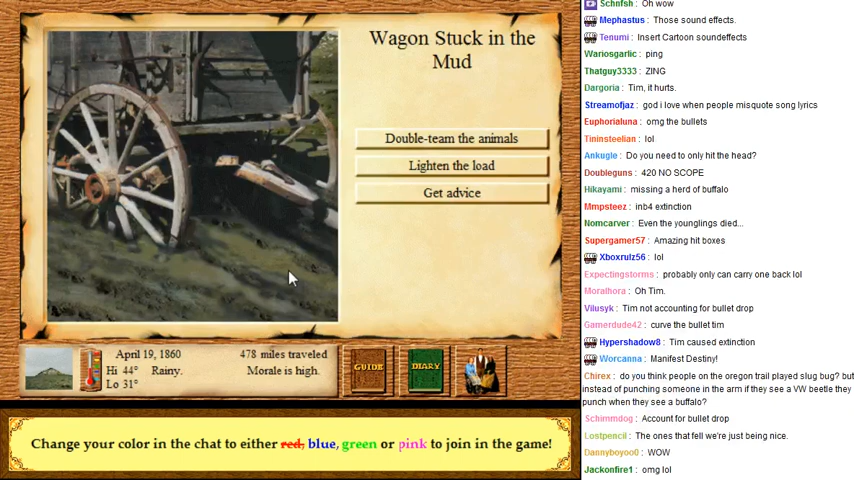 Wagon Stuck in the
Mud
Double-team the animals
Lighten the load
Get advice
April 19, 1860
Hi 44° Rainy.
Lo 31°
478 miles traveled
Morale is high.
GUIDE
DIARY
Change your color in the chat to either red, blue, green or pink to join in the game!
Schnfsh : Oh wow
Mephastus : Those sound effects.
Tenumi : Insert Cartoon soundeffects
Wariosgarlic : ping
Thatguy3333 : ZING
Dargoria : Tim, it hurts.
Streamofjaz : god i love when people misquote song lyrics
Euphorialuna : omg the bullets
Tininsteelian : lol
Ankugle : Do you need to only hit the head?
Doubleguns : 420 NO SCOPE
Hikayami : missing a herd of buffalo
Mmpsteez : inb4 extinction
Nomcarver : Even the younglings died...
Supergamer57 : Amazing hit boxes
Xboxrulz56 : lol
Expectingstorms : probably only can carry one back lol
Moralhora : Oh Tim.
Vilusyk : Tim not accounting for bullet drop
Gamerdude42 : curve the bullet tim
Hypershadow8 : Tim caused extinction
Worcanna : Manifest Destiny!
Chirex : do you think people on the oregon trail played slug bug? but
instead of punching someone in the arm if they see a VW beetle they
punch when they see a buffalo?
Schimmdog : Account for bullet drop
Lostpencil : The ones that fell we're just being nice.
Dannyboyoo0 : WOW
Jackonfire1 : omg lol